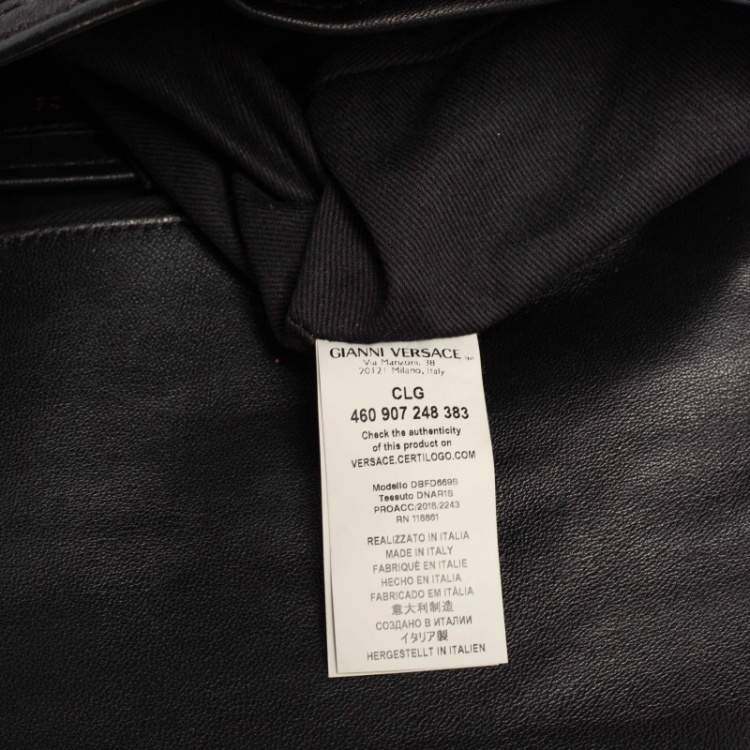 GIANNI VERSACE
Via Manzoni, 38
20121 Milano, Italy
CLG
460 907 248 383
Check the authenticity
of this product on
VERSACE.CERTILOGO.COM
Modello DBFD669S
Tessuto DNAR1S
PROACC/2018/2243
RN 118861
REALIZZATO IN ITALIA
MADE IN ITALY
FABRIQUÉ EN ITALIE
HECHO EN ITALIA
FABRICADO EM ITÁLIA
意大利制造
СОЗДАНО В ИТАЛИИ
イタリア製
HERGESTELLT IN ITALIEN